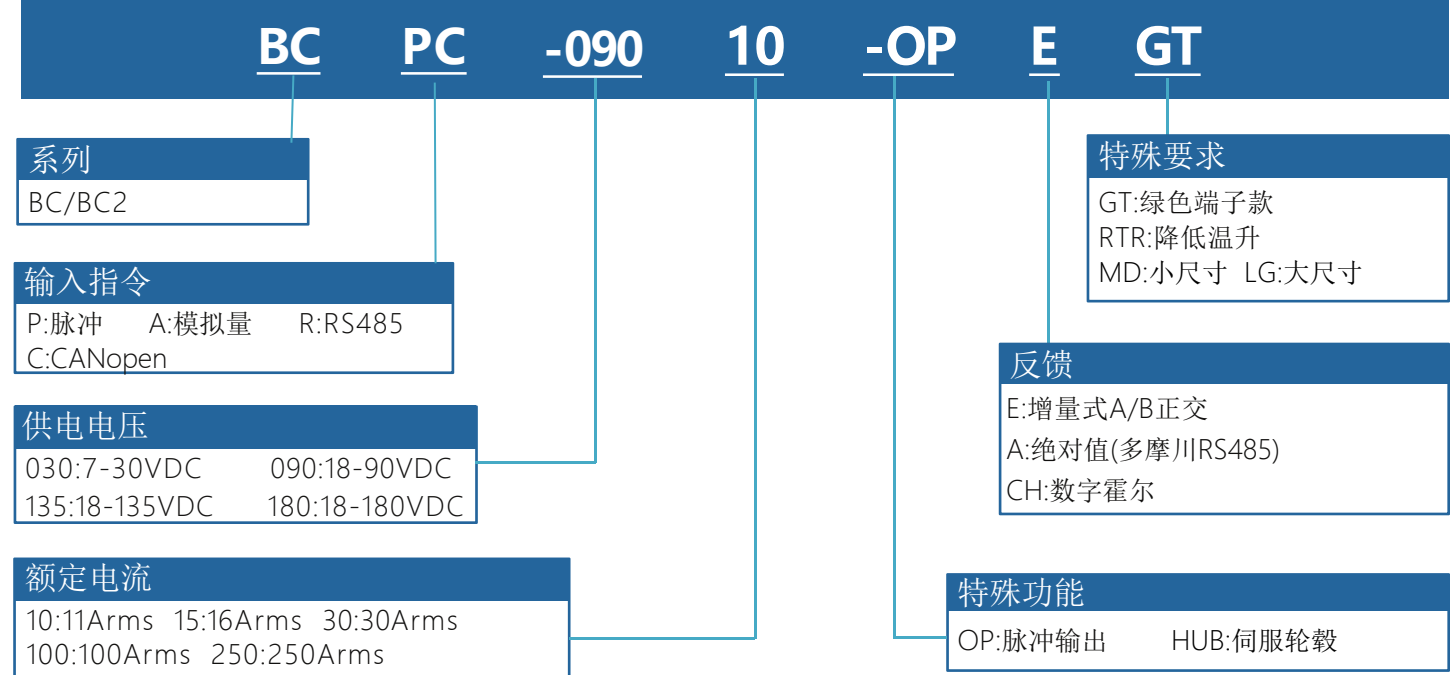 BC PC -090 10 -OP E GT
系列
BC/BC2
输入指令
P:脉冲 A:模拟量 R:RS485
C:CANopen
供电电压
030:7-30VDC 090:18-90VDC
135:18-135VDC 180:18-180VDC
额定电流
10:11Arms 15:16Arms 30:30Arms
100:100Arms 250:250Arms
特殊要求
GT:绿色端子款
RTR:降低温升
MD:小尺寸 LG:大尺寸
反馈
E:增量式A/B正交
A:绝对值(多摩川RS485)
CH:数字霍尔
特殊功能
OP:脉冲输出 HUB:伺服轮毂